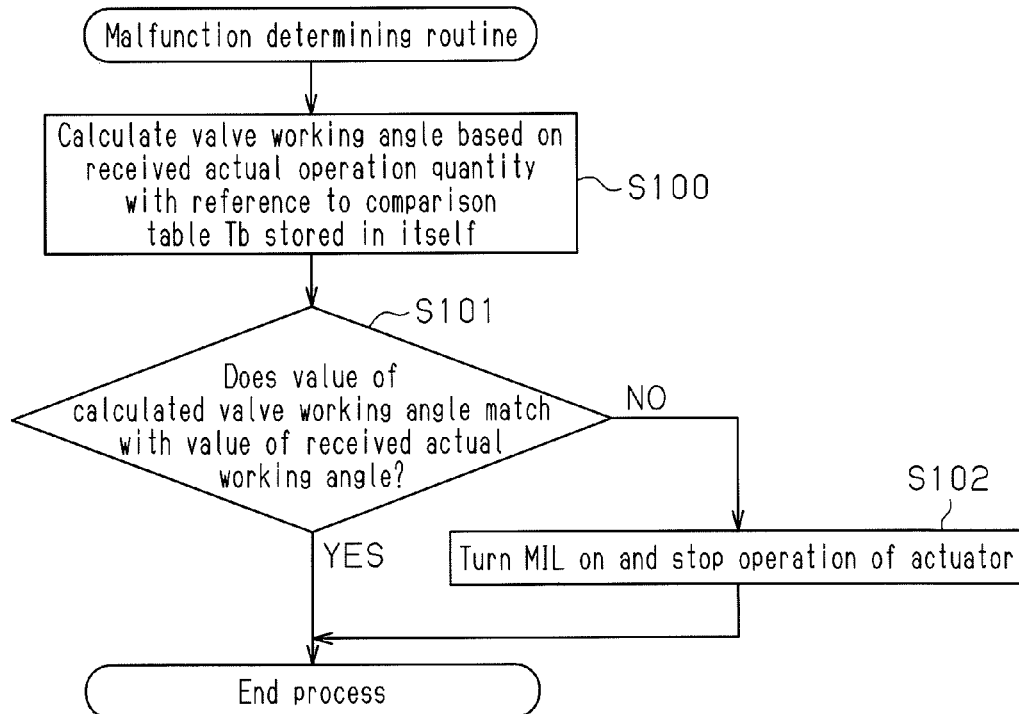 Malfunction determining routine
Calculate valve working angle based on
received actual operation quantity
with reference to comparison
table Tb stored in itself
S100
S101
Does value of
calculated valve working angle match
with value of received actual
working angle?
NO
YES
S102
Turn MIL on and stop operation of actuator
End process